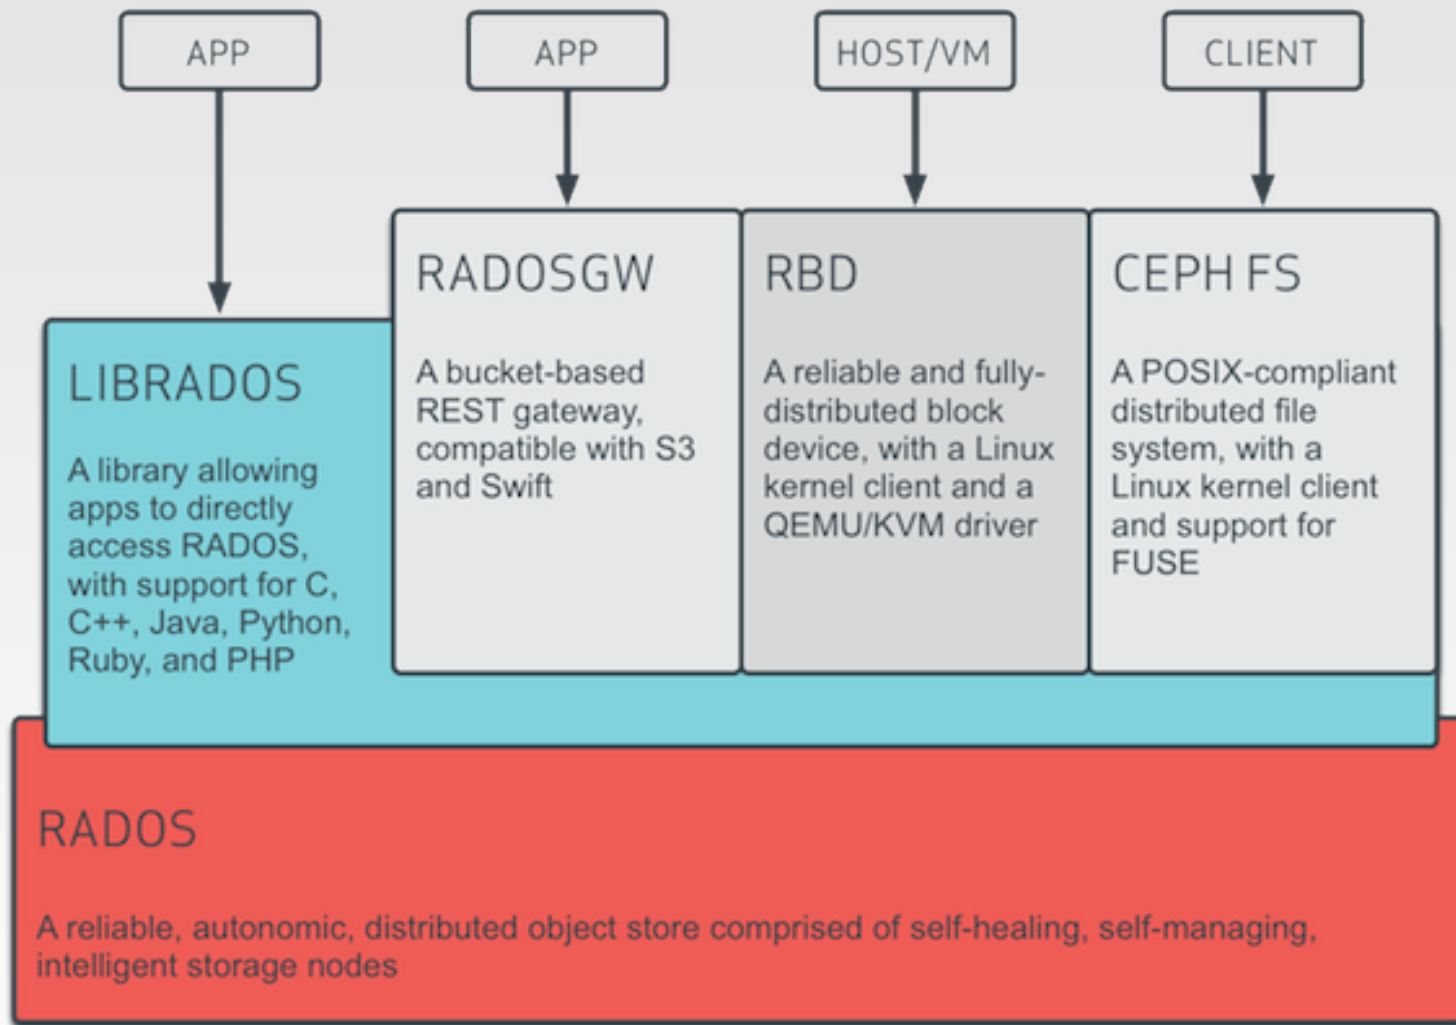 APP
APP
HOST/VM
CLIENT
LIBRADOS
A library allowing
apps to directly
access RADOS,
with support for C,
C++, Java, Python,
Ruby, and PHP
RADOSGW
A bucket-based
REST gateway,
compatible with S3
and Swift
RBD
A reliable and fully-
distributed block
device, with a Linux
kernel client and a
QEMU/KVM driver
CEPH FS
A POSIX-compliant
distributed file
system, with a
Linux kernel client
and support for
FUSE
RADOS
A reliable, autonomic, distributed object store comprised of self-healing, self-managing,
intelligent storage nodes